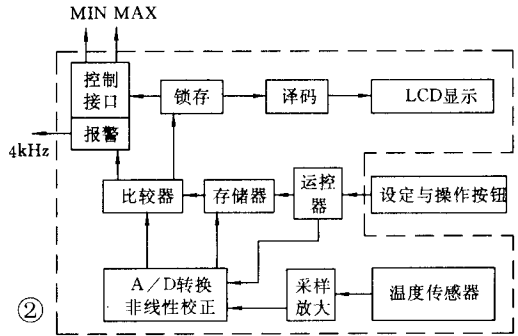 MIN MAX
控制
接口
锁存
译码
LCD显示
报警
4kHz
比较器
存储器
运控
器
设定与操作按钮
A/D转换
非线性校正
采样
放大
温度传感器
②